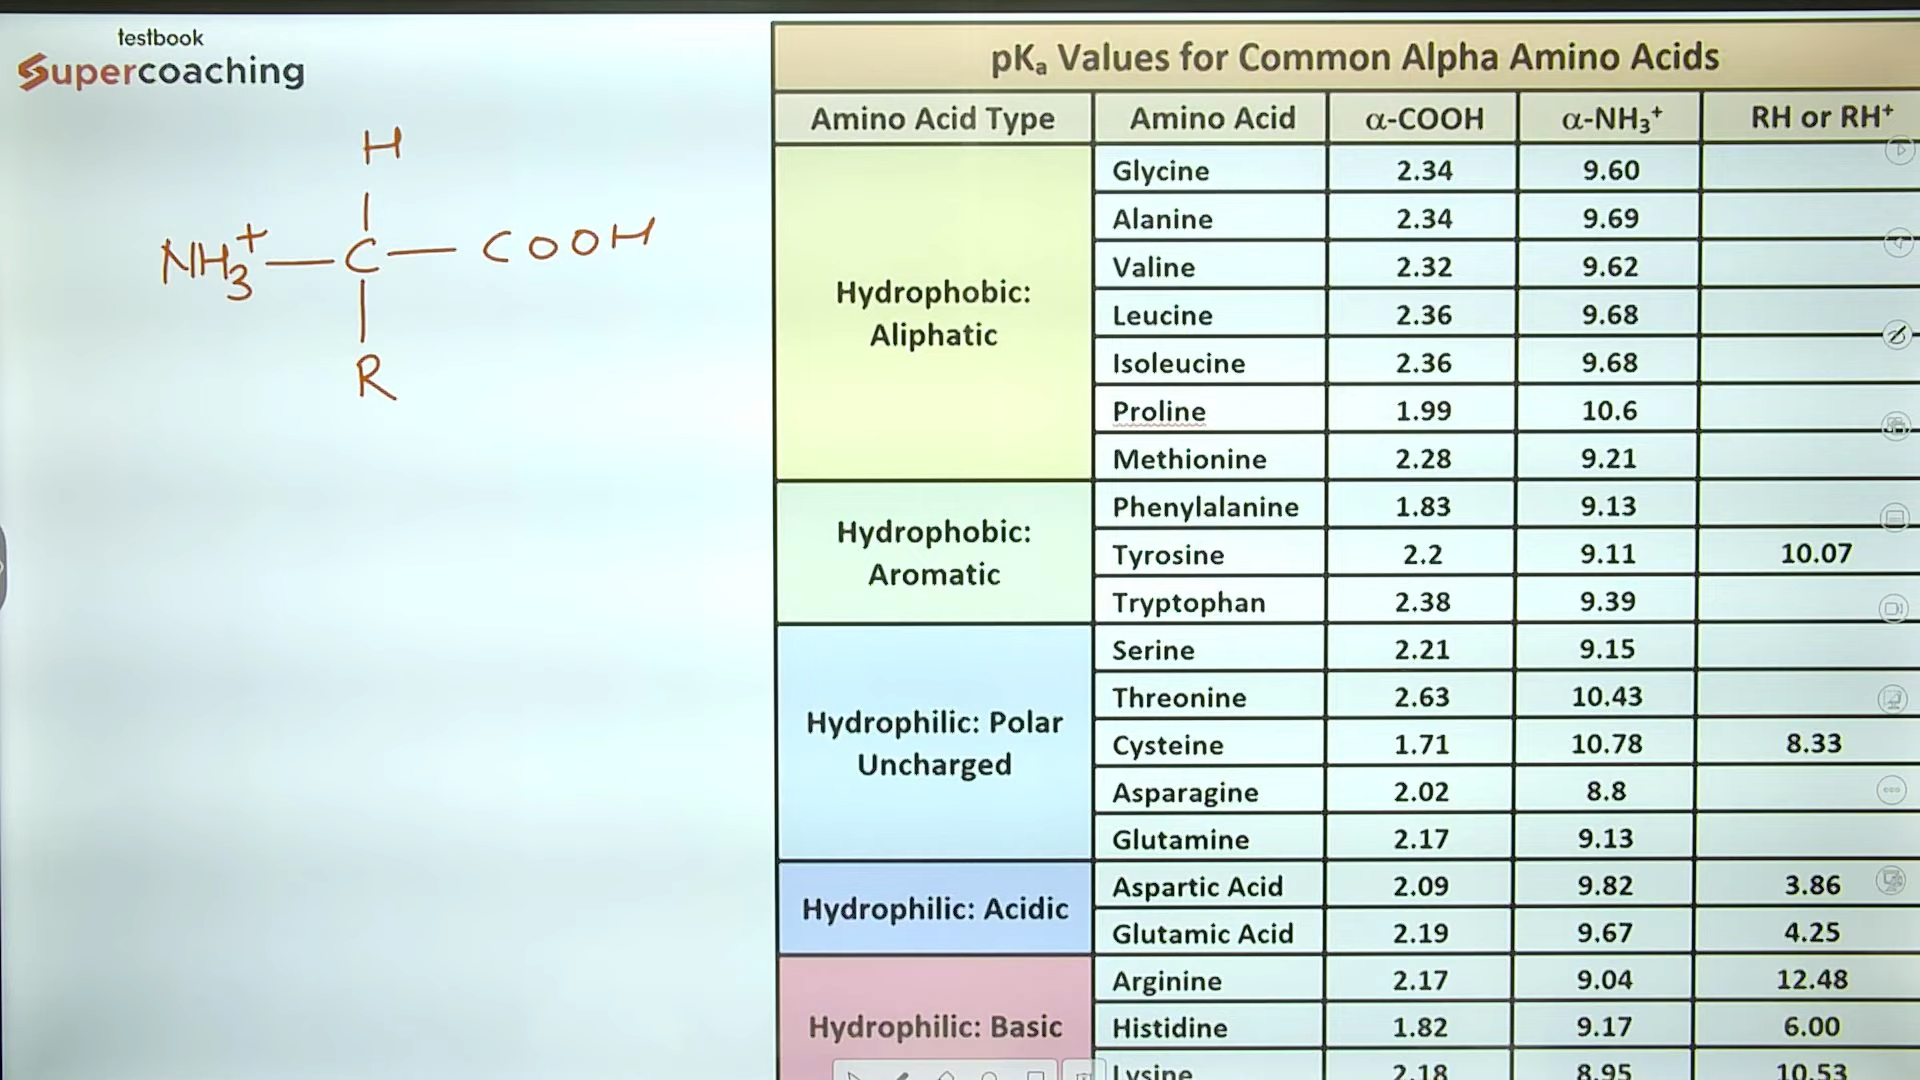 testbook
Supercoaching
H
NH3+ — C — COOH
R
pKa Values for Common Alpha Amino Acids
Amino Acid Type Amino Acid α-COOH α-NH3+ RH or RH+
Hydrophobic: Aliphatic
Glycine 2.34 9.60
Alanine 2.34 9.69
Valine 2.32 9.62
Leucine 2.36 9.68
Isoleucine 2.36 9.68
Proline 1.99 10.6
Methionine 2.28 9.21
Hydrophobic: Aromatic
Phenylalanine 1.83 9.13
Tyrosine 2.2 9.11 10.07
Tryptophan 2.38 9.39
Hydrophilic: Polar Uncharged
Serine 2.21 9.15
Threonine 2.63 10.43
Cysteine 1.71 10.78 8.33
Asparagine 2.02 8.8
Glutamine 2.17 9.13
Hydrophilic: Acidic
Aspartic Acid 2.09 9.82 3.86
Glutamic Acid 2.19 9.67 4.25
Hydrophilic: Basic
Arginine 2.17 9.04 12.48
Histidine 1.82 9.17 6.00
Lysine 2.18 8.95 10.53